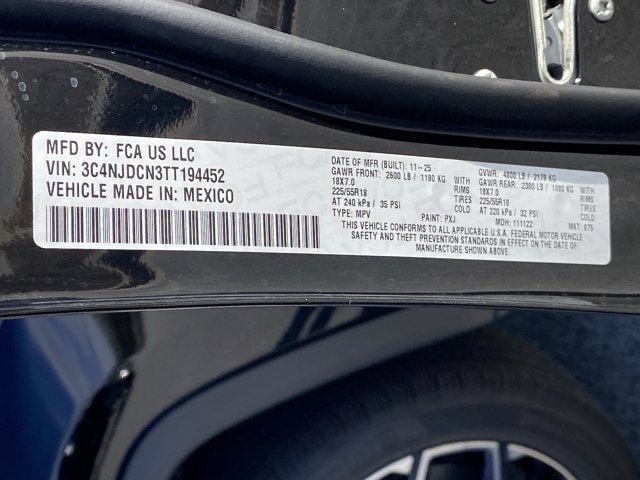 MFD BY: FCA US LLC
VIN: 3C4NJDCN3TT194452
VEHICLE MADE IN: MEXICO
DATE OF MFR (BUILT): 11-25
GAWR FRONT: 2600 LB / 1180 KG WITH
18X7.0 RIMS
225/55R18 TIRES
AT 240 kPa / 35 PSI COLD
TYPE: MPV PAINT: PXJ
GVWR: 4800 LB / 2178 KG
GAWR REAR: 2380 LB / 1080 KG WITH
18X7.0 RIMS
225/55R18 TIRES
AT 220 kPa / 32 PSI COLD
MDH: 111122 MKT: 875
THIS VEHICLE CONFORMS TO ALL APPLICABLE U.S.A. FEDERAL MOTOR VEHICLE
SAFETY AND THEFT PREVENTION STANDARDS IN EFFECT ON THE DATE OF
MANUFACTURE SHOWN ABOVE.